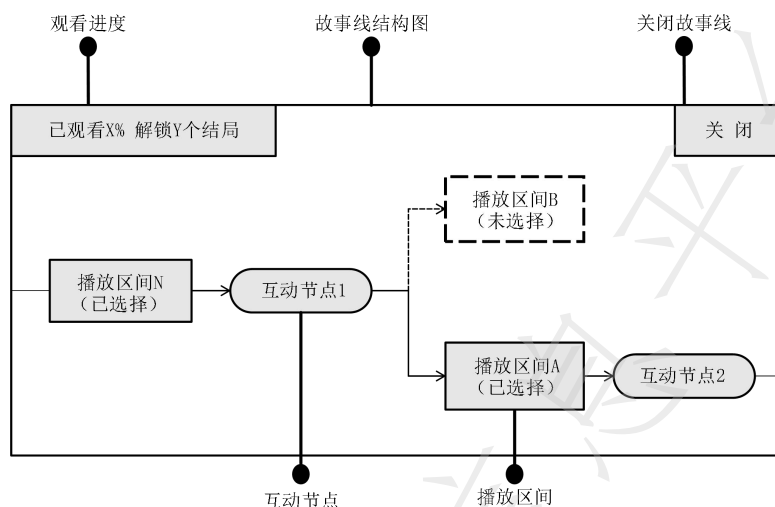 观看进度
故事线结构图
关闭故事线
已观看X% 解锁Y个结局
关 闭
播放区间B
（未选择）
播放区间N
（已选择）
互动节点1
播放区间A
（已选择）
互动节点2
互动节点
播放区间